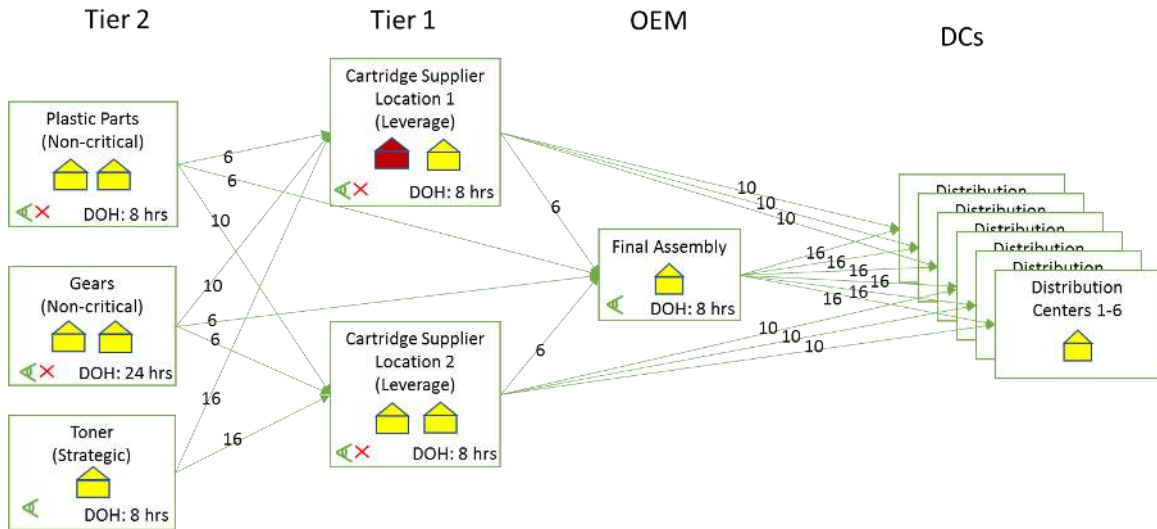 Tier 2
Tier 1
OEM
DCs
Plastic Parts
(Non-critical)
DOH: 8 hrs
Gears
(Non-critical)
DOH: 24 hrs
Toner
(Strategic)
DOH: 8 hrs
6
6
10
10
6
6
16
16
Cartridge Supplier
Location 1
(Leverage)
DOH: 8 hrs
Cartridge Supplier
Location 2
(Leverage)
DOH: 8 hrs
6
6
Final Assembly
DOH: 8 hrs
10
10
10
16
16
16
16
16
16
10
10
10
Distribution
Distribution
Distribution
Distribution
Distribution
Distribution
Centers 1-6